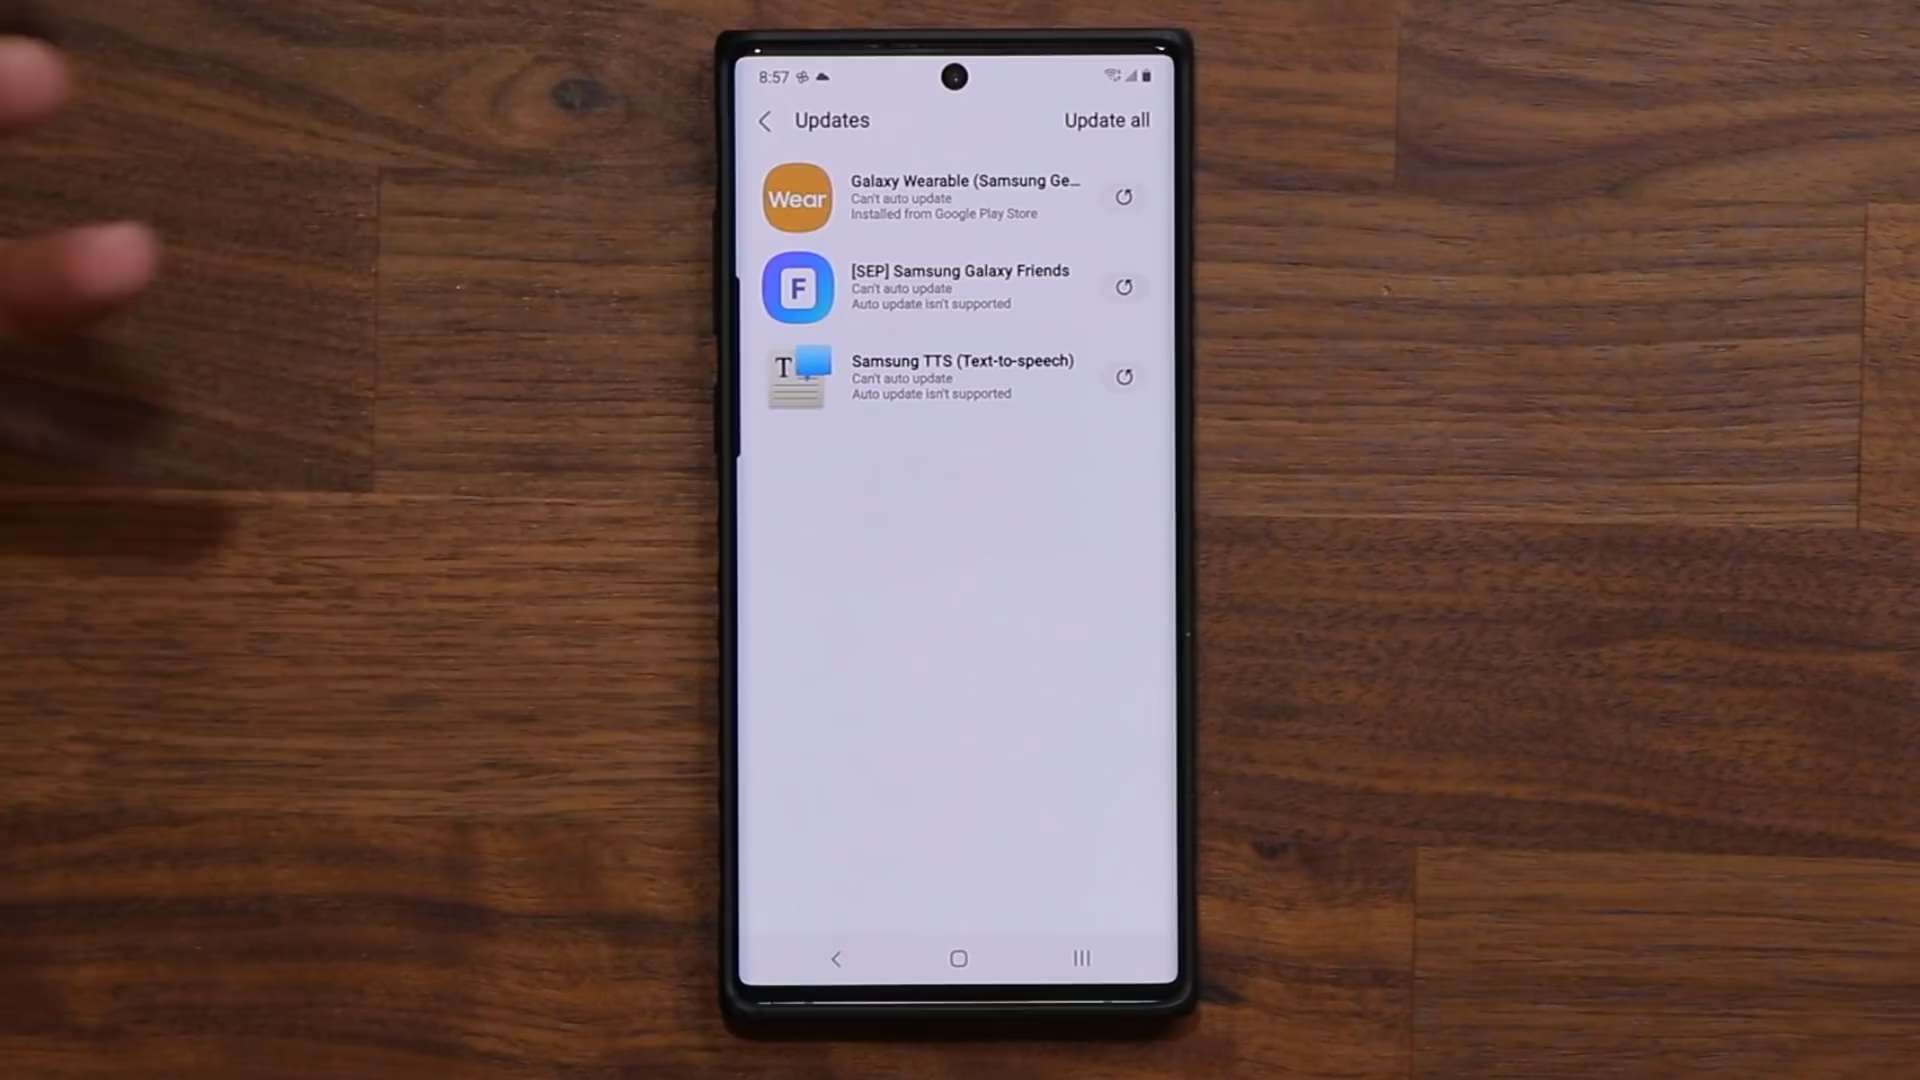 8:57
Updates
Update all
Wear
Galaxy Wearable (Samsung Ge...
Can't auto update
Installed from Google Play Store
F
[SEP] Samsung Galaxy Friends
Can't auto update
Auto update isn't supported
T
Samsung TTS (Text-to-speech)
Can't auto update
Auto update isn't supported